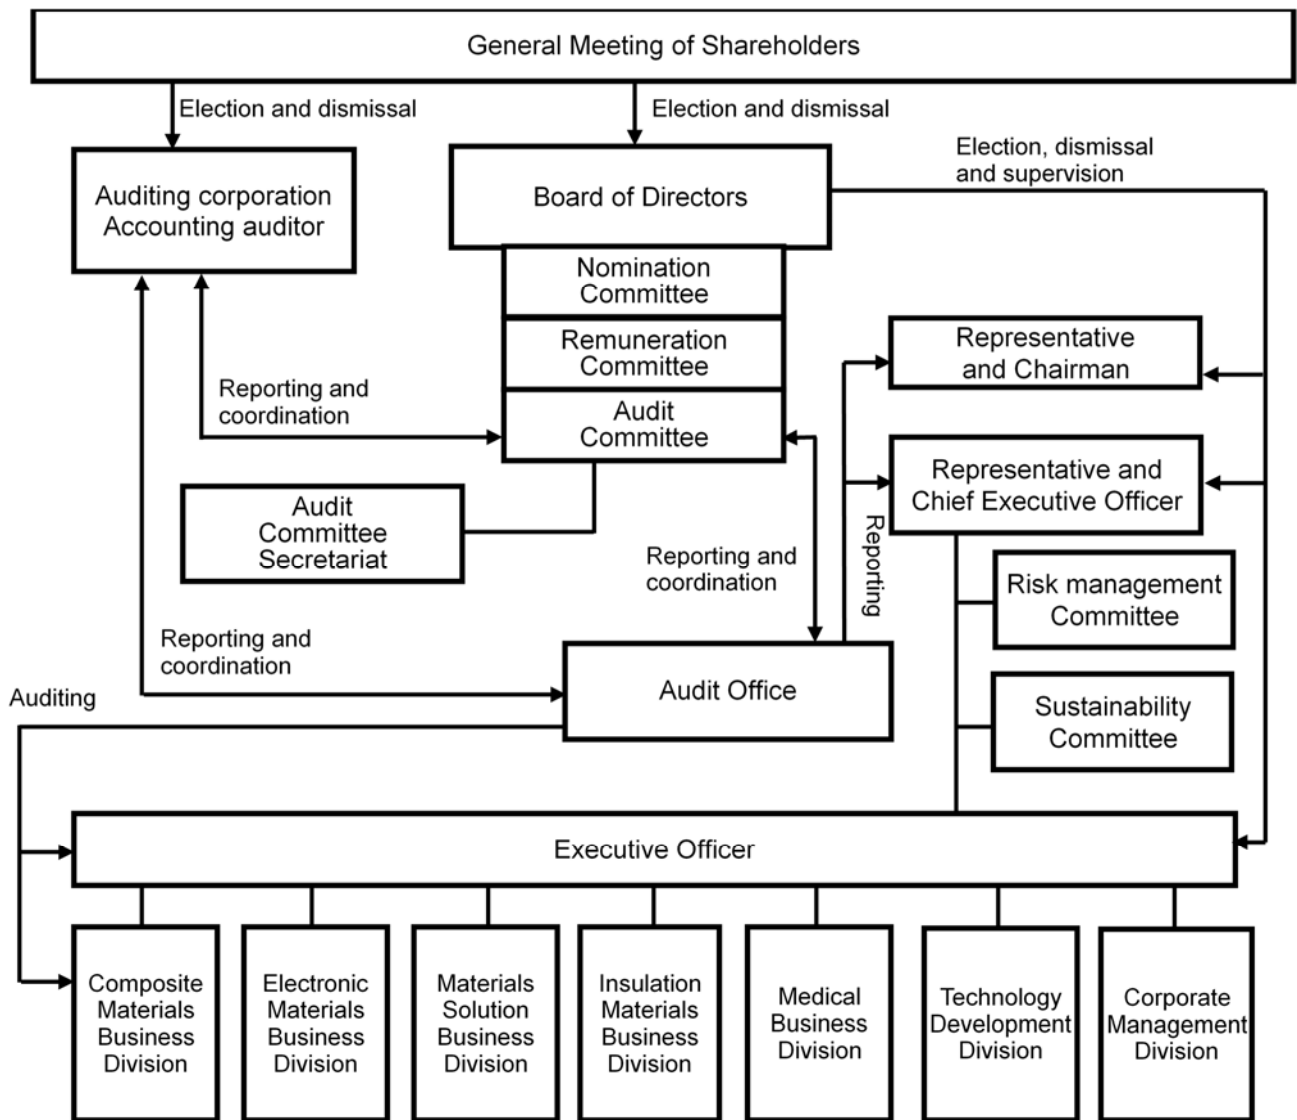 General Meeting of Shareholders
Election and dismissal
Election and dismissal
Election, dismissal
and supervision
Auditing corporation
Accounting auditor
Board of Directors
Nomination
Committee
Remuneration
Committee
Audit
Committee
Representative
and Chairman
Reporting and
coordination
Representative and
Chief Executive Officer
Audit
Committee
Secretariat
Reporting and
coordination
Reporting
Risk management
Committee
Reporting and
coordination
Audit Office
Sustainability
Committee
Auditing
Executive Officer
Composite
Materials
Business
Division
Electronic
Materials
Business
Division
Materials
Solution
Business
Division
Insulation
Materials
Business
Division
Medical
Business
Division
Technology
Development
Division
Corporate
Management
Division